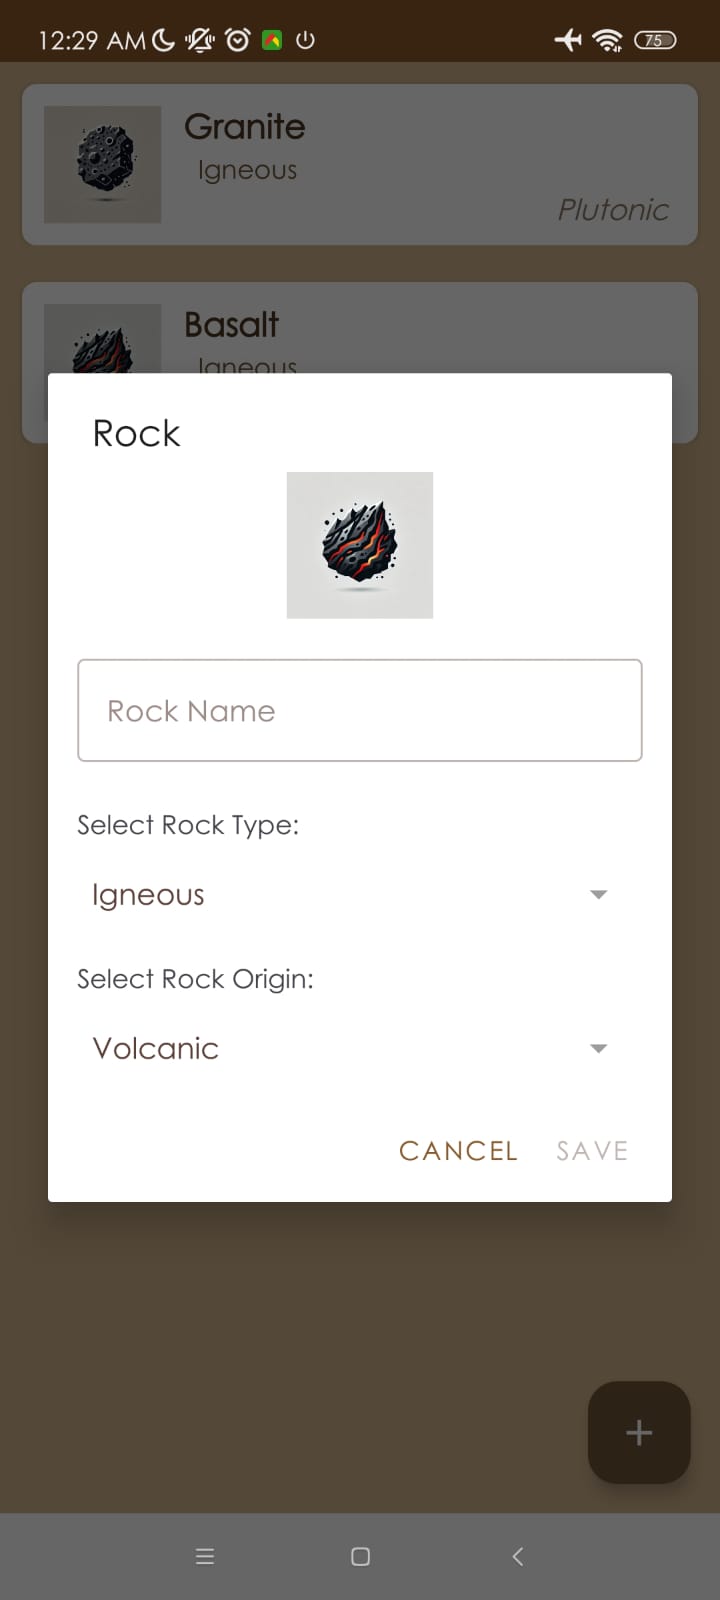 12:29 AM
75
Granite
Igneous
Plutonic
Basalt
Igneous
Rock
Rock Name
Select Rock Type:
Igneous
Select Rock Origin:
Volcanic
CANCEL SAVE